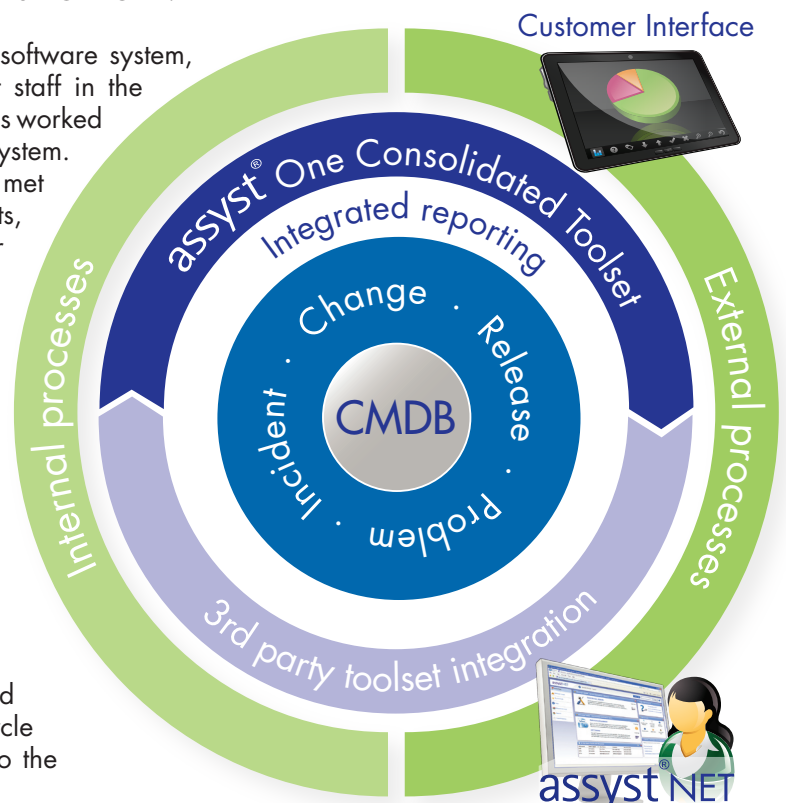 Customer Interface
software system,
staff in the
s worked
ystem.
met
ts,
assyst® One Consolidated Toolset
Integrated reporting
Internal processes
External processes
Change · Release · Problem · Incident ·
CMDB
3rd party toolset integration
d
cle
o the
assyst® NET